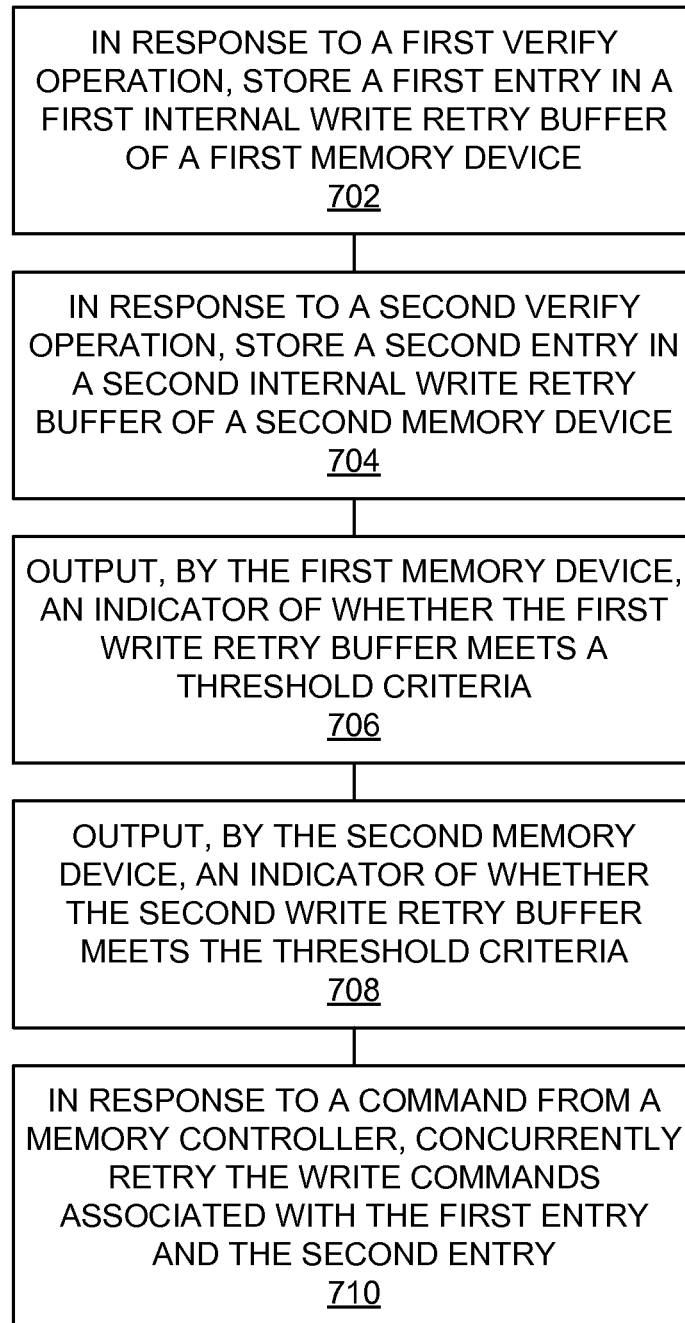 IN RESPONSE TO A FIRST VERIFY
OPERATION, STORE A FIRST ENTRY IN A
FIRST INTERNAL WRITE RETRY BUFFER
OF A FIRST MEMORY DEVICE
702
IN RESPONSE TO A SECOND VERIFY
OPERATION, STORE A SECOND ENTRY IN
A SECOND INTERNAL WRITE RETRY
BUFFER OF A SECOND MEMORY DEVICE
704
OUTPUT, BY THE FIRST MEMORY DEVICE,
AN INDICATOR OF WHETHER THE FIRST
WRITE RETRY BUFFER MEETS A
THRESHOLD CRITERIA
706
OUTPUT, BY THE SECOND MEMORY
DEVICE, AN INDICATOR OF WHETHER
THE SECOND WRITE RETRY BUFFER
MEETS THE THRESHOLD CRITERIA
708
IN RESPONSE TO A COMMAND FROM A
MEMORY CONTROLLER, CONCURRENTLY
RETRY THE WRITE COMMANDS
ASSOCIATED WITH THE FIRST ENTRY
AND THE SECOND ENTRY
710